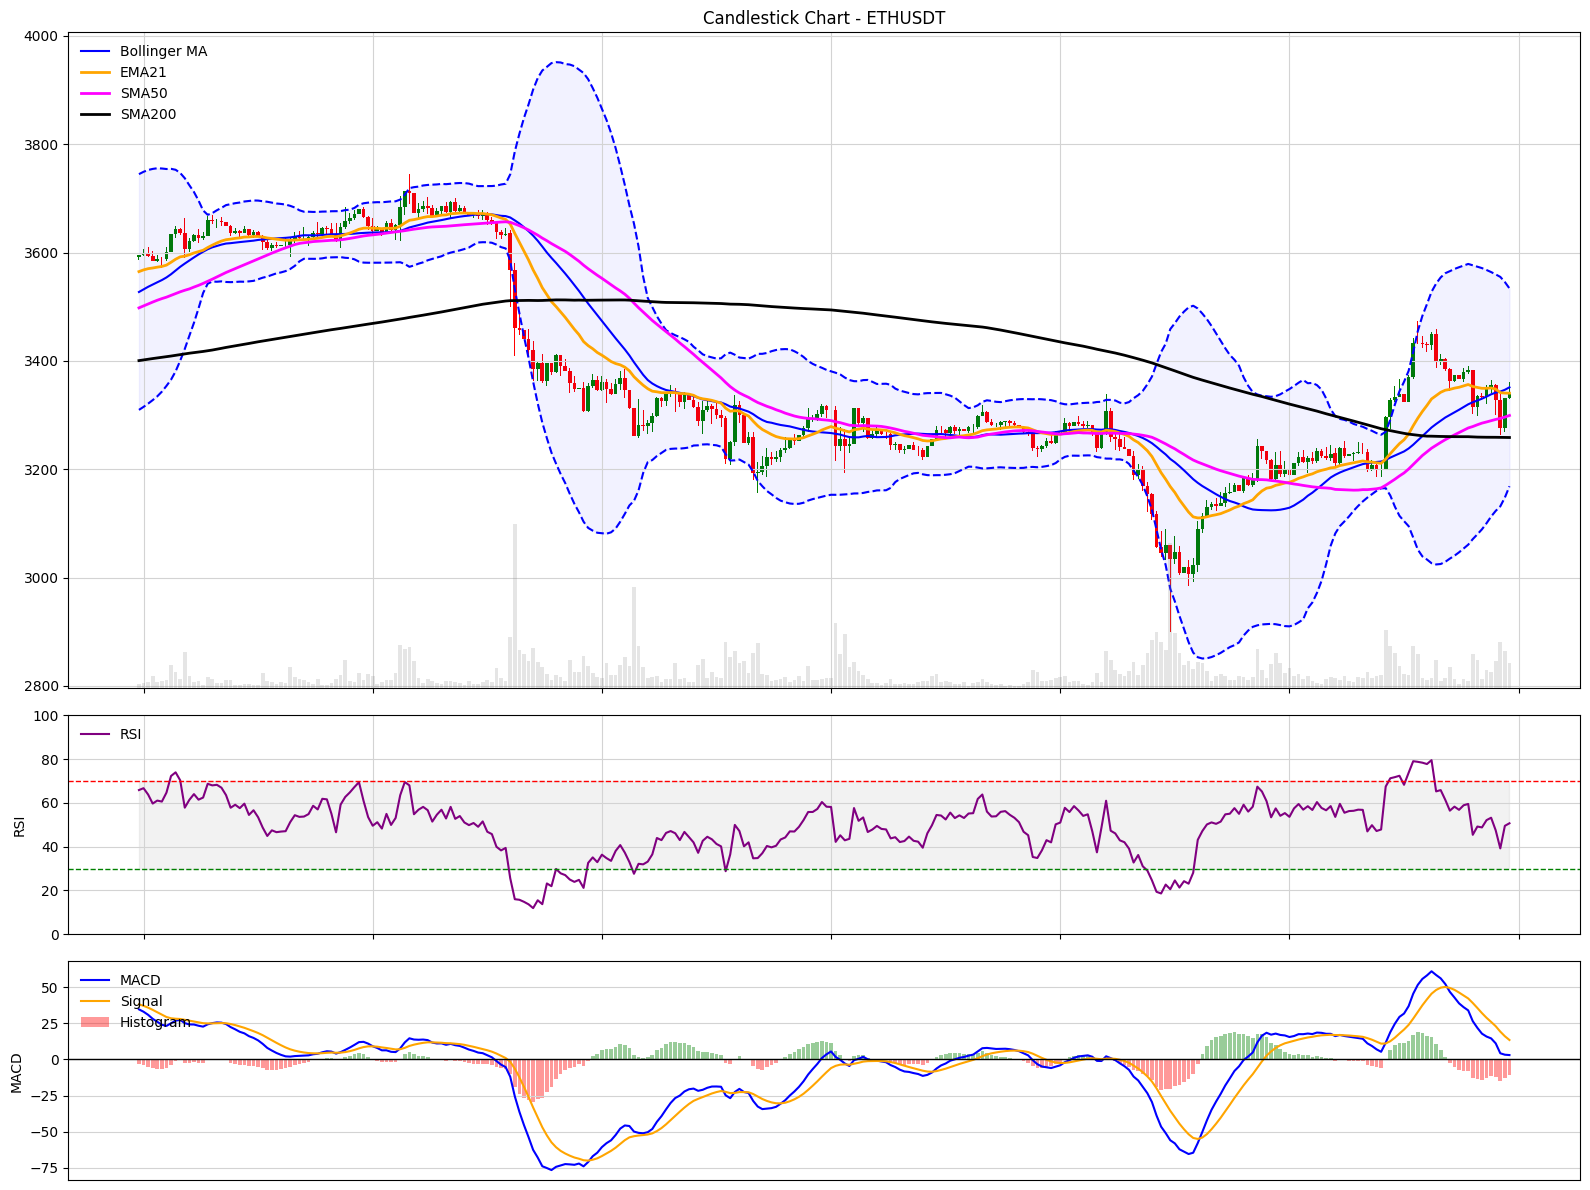 Candlestick Chart - ETHUSDT
4000
3800
3600
3400
3200
3000
2800
Bollinger MA
EMA21
SMA50
SMA200
100
80
60
40
20
0
RSI
RSI
50
25
0
−25
−50
−75
MACD
MACD
Signal
Histogram